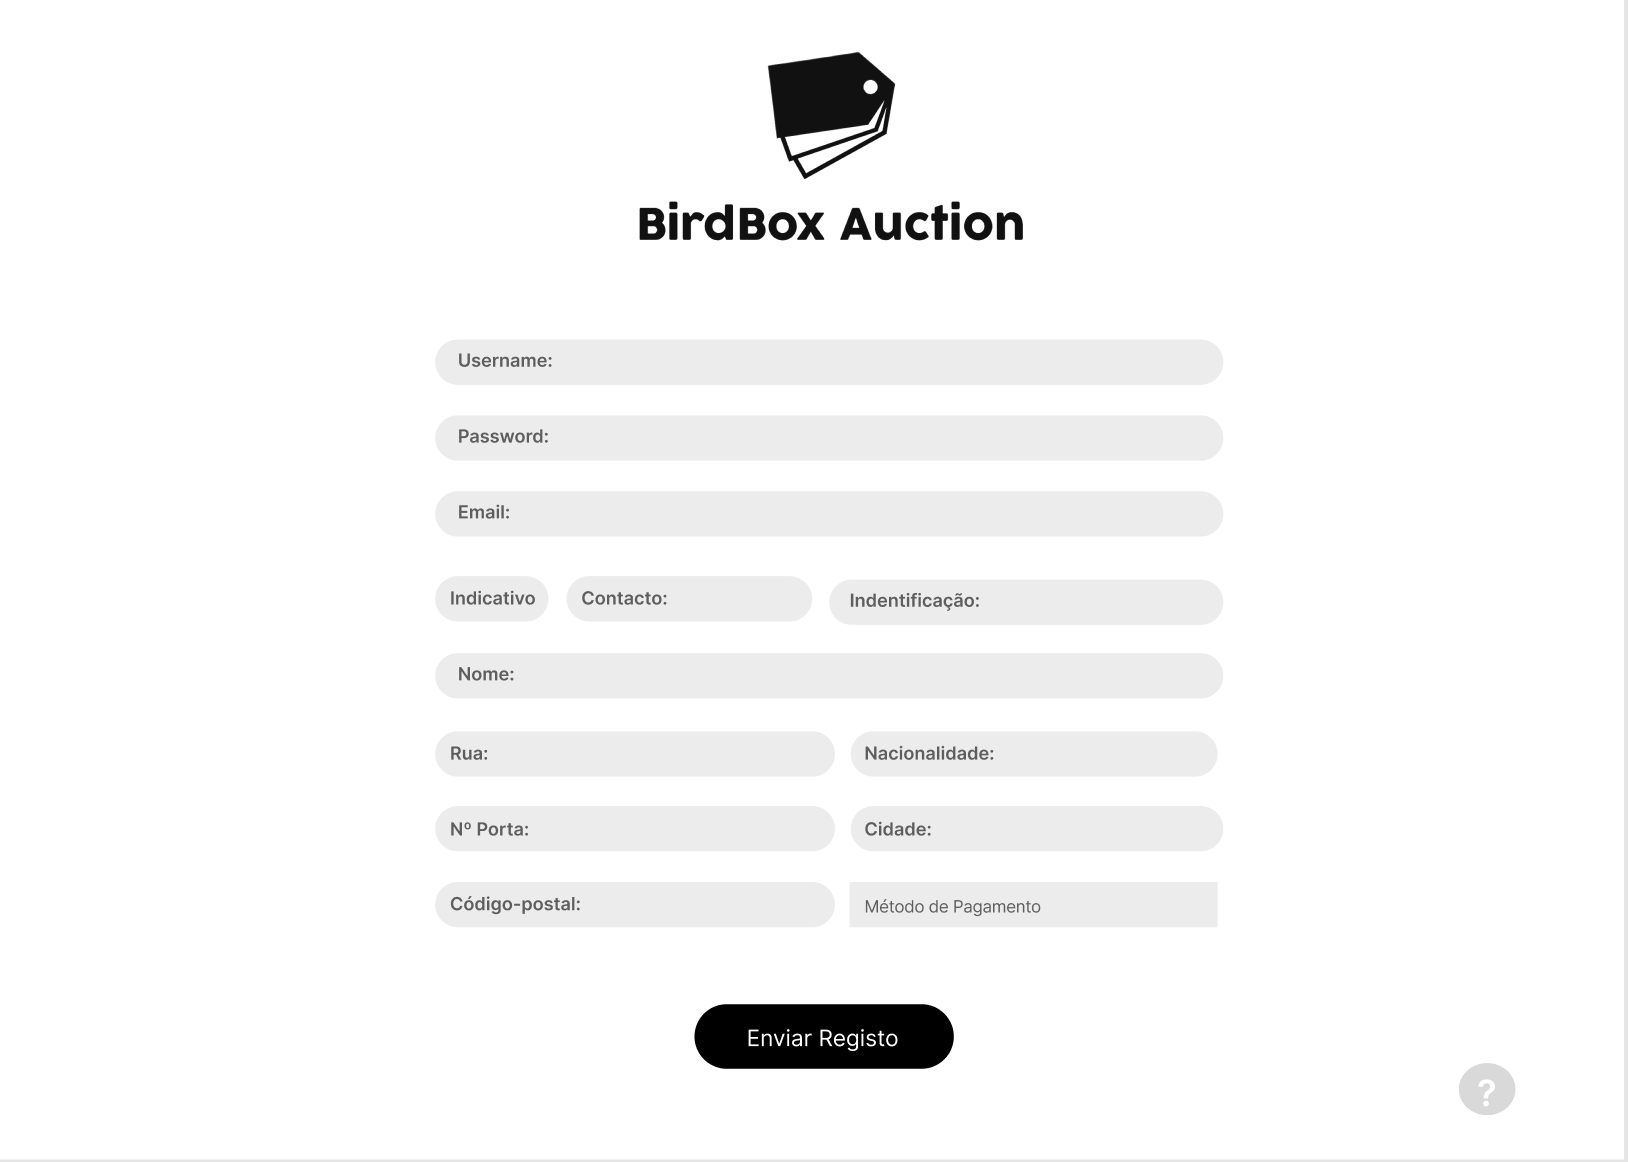 BirdBox Auction
Username:
Password:
Email:
Indicativo Contacto: Indentificação:
Nome:
Rua: Nacionalidade:
Nº Porta: Cidade:
Código-postal: Método de Pagamento
Enviar Registo
?